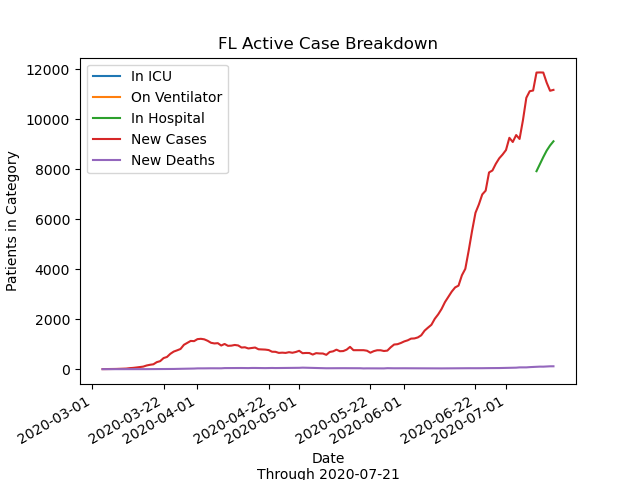 FL Active Case Breakdown
In ICU
On Ventilator
In Hospital
New Cases
New Deaths
Patients in Category
12000
10000
8000
6000
4000
2000
0
2020-03-01
2020-03-22
2020-04-01
2020-04-22
2020-05-01
2020-05-22
2020-06-01
2020-06-22
2020-07-01
Date
Through 2020-07-21